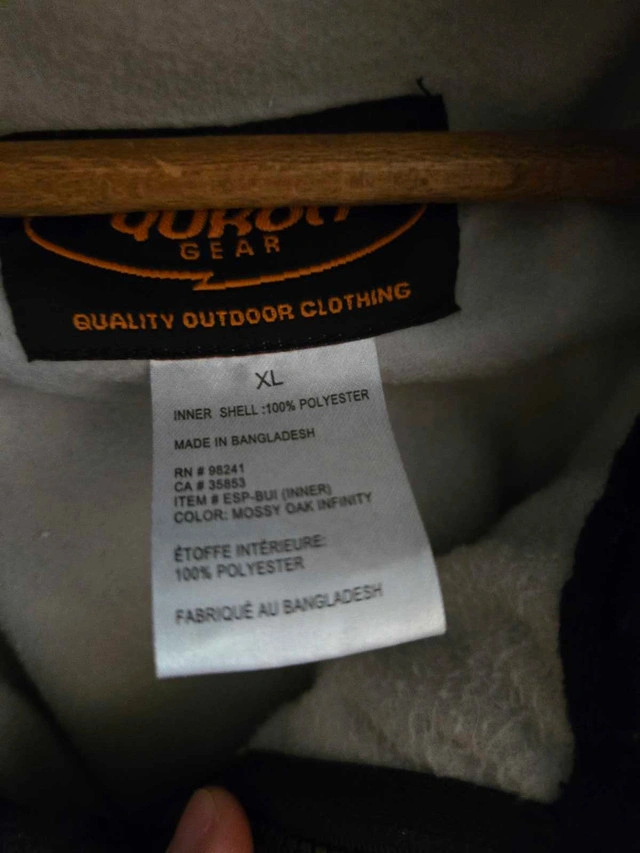 YUKON
GEAR
QUALITY OUTDOOR CLOTHING
XL
INNER SHELL :100% POLYESTER
MADE IN BANGLADESH
RN # 98241
CA # 35853
ITEM # ESP-BUI (INNER)
COLOR: MOSSY OAK INFINITY
ÉTOFFE INTÉRIEURE:
100% POLYESTER
FABRIQUÉ AU BANGLADESH